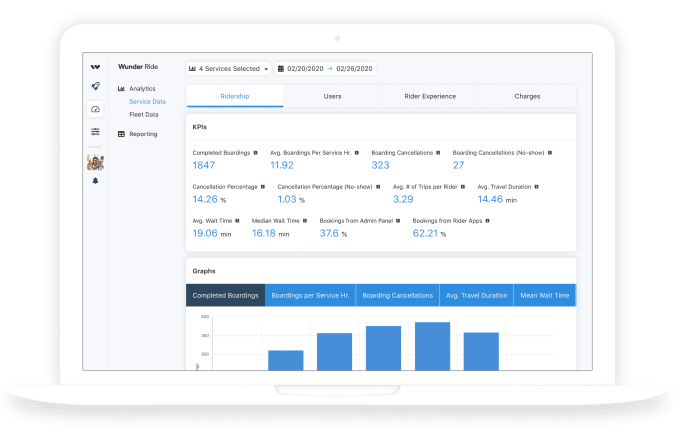 Wunder Ride
4 Services Selected
02/20/2020 → 02/26/2020
Analytics
Service Data
Fleet Data
Reporting
Ridership
Users
Rider Experience
Charges
KPIs
Completed Boardings
Avg. Boardings Per Service Hr.
Boarding Cancellations
Boarding Cancellations (No-show)
1847
11.92
323
27
Cancellation Percentage
Cancellation Percentage (No-show)
Avg. # of Trips per Rider
Avg. Travel Duration
14.26 %
1.03 %
3.29
14.46 min
Avg. Wait Time
Median Wait Time
Bookings from Admin Panel
Bookings from Rider Apps
19.06 min
16.18 min
37.6 %
62.21 %
Graphs
Completed Boardings
Boardings per Service Hr.
Boarding Cancellations
Avg. Travel Duration
Mean Wait Time